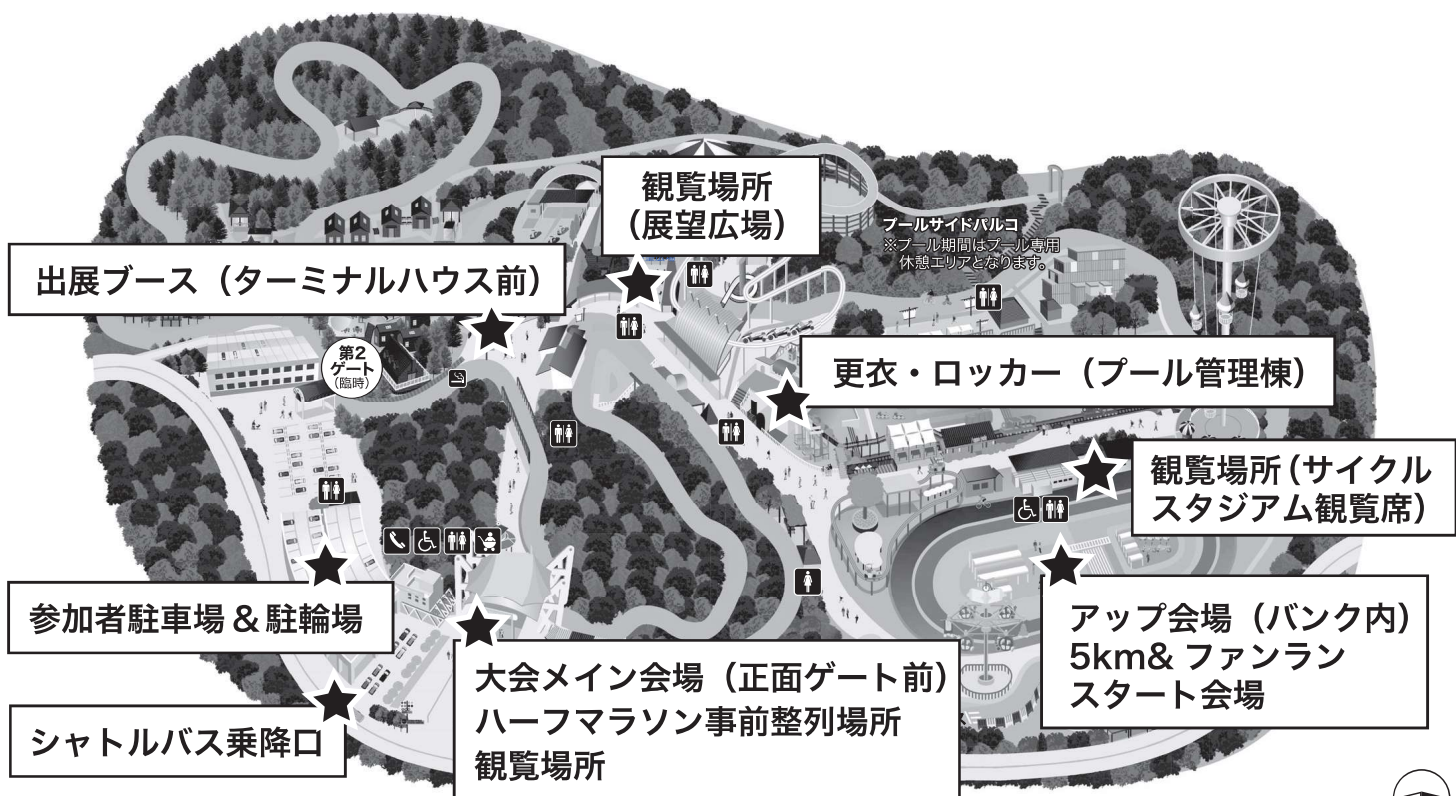 観覧場所
(展望広場)
プールサイドパルコ
※プール期間はプール専用
休憩エリアとなります。
出展ブース（ターミナルハウス前）
第2
ゲート
(臨時)
更衣・ロッカー（プール管理棟）
観覧場所(サイクル
スタジアム観覧席)
参加者駐車場＆駐輪場
アップ会場（バンク内）
5km& ファンラン
スタート会場
大会メイン会場（正面ゲート前）
ハーフマラソン事前整列場所
観覧場所
シャトルバス乗降口